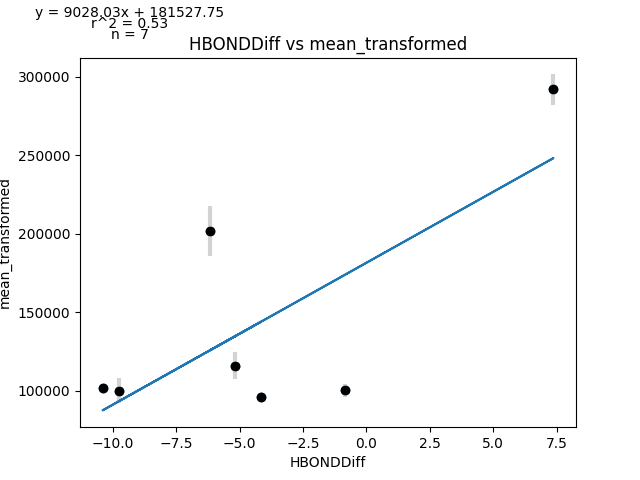 y = 9028.03x + 181527.75
r^2 = 0.53
n = 7
HBONDDiff vs mean_transformed
300000
250000
200000
150000
100000
mean_transformed
−10.0 −7.5 −5.0 −2.5 0.0 2.5 5.0 7.5
HBONDDiff